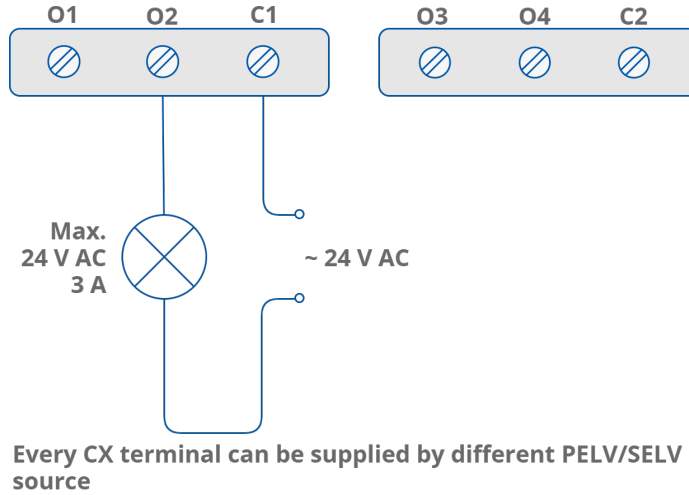 O1 O2 C1 O3 O4 C2
Max.
24 V AC
3 A
~ 24 V AC
Every CX terminal can be supplied by different PELV/SELV
source